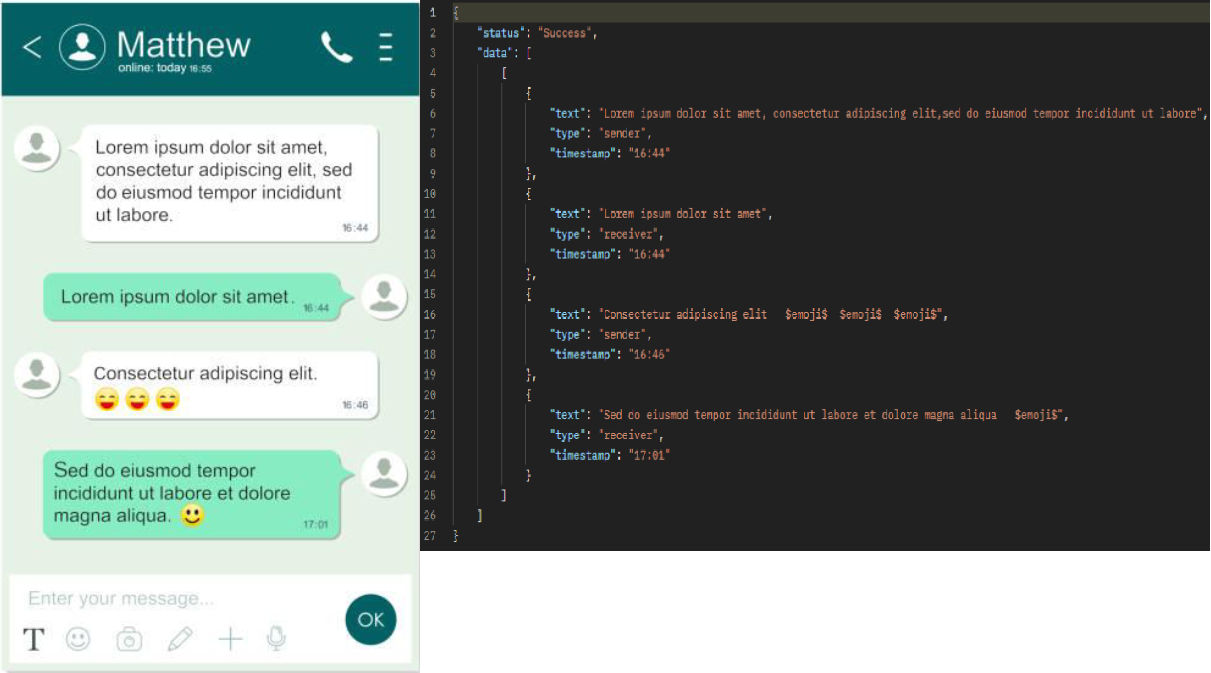 Matthew
online: today 16:55
Lorem ipsum dolor sit amet,
consectetur adipiscing elit, sed
do eiusmod tempor incididunt
ut labore.
16:44
Lorem ipsum dolor sit amet.
16:44
Consectetur adipiscing elit.
16:46
Sed do eiusmod tempor
incididunt ut labore et dolore
magna aliqua.
17:01
Enter your message...
T
OK
1 {
2 "status": "Success",
3 "data": [
4 [
5 {
6 "text": "Lorem ipsum dolor sit amet, consectetur adipiscing elit,sed do eiusmod tempor incididunt ut labore",
7 "type": "sender",
8 "timestamp": "16:44"
9 },
10 {
11 "text": "Lorem ipsum dolor sit amet",
12 "type": "receiver",
13 "timestamp": "16:44"
14 },
15 {
16 "text": "Consectetur adipiscing elit $emoji$ $emoji$ $emoji$",
17 "type": "sender",
18 "timestamp": "16:46"
19 },
20 {
21 "text": "Sed do eiusmod tempor incididunt ut labore et dolore magna aliqua $emoji$",
22 "type": "receiver",
23 "timestamp": "17:01"
24 }
25 ]
26 ]
27 }